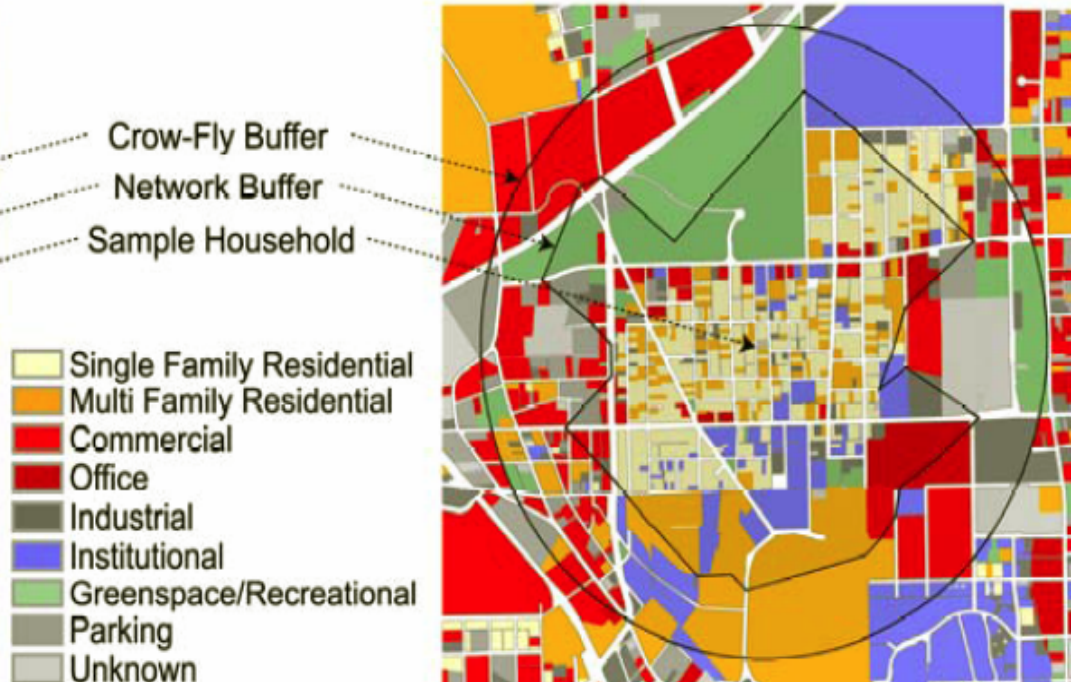 Crow-Fly Buffer
Network Buffer
Sample Household
Single Family Residential
Multi Family Residential
Commercial
Office
Industrial
Institutional
Greenspace/Recreational
Parking
Unknown